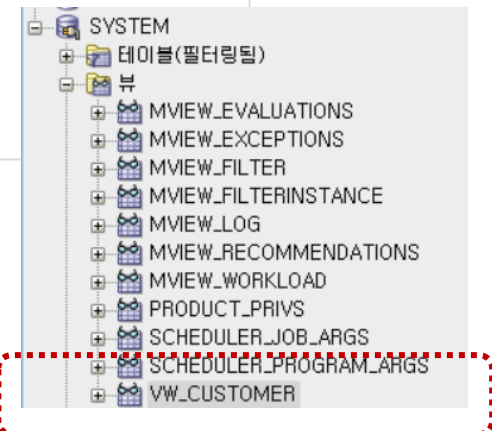 SYSTEM
테이블(필터링됨)
뷰
MVIEW_EVALUATIONS
MVIEW_EXCEPTIONS
MVIEW_FILTER
MVIEW_FILTERINSTANCE
MVIEW_LOG
MVIEW_RECOMMENDATIONS
MVIEW_WORKLOAD
PRODUCT_PRIVS
SCHEDULER_JOB_ARGS
SCHEDULER_PROGRAM_ARGS
VW_CUSTOMER